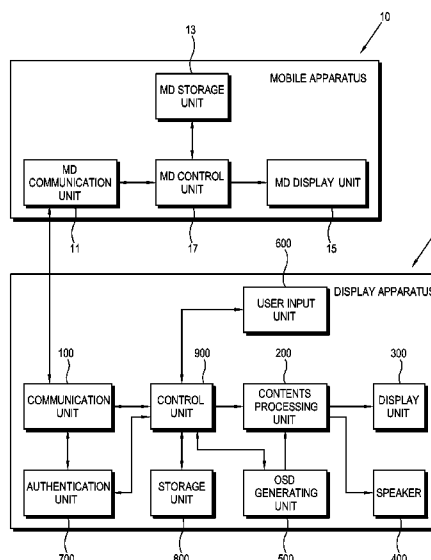 10
13
MOBILE APPARATUS
MD STORAGE
UNIT
MD
COMMUNICATION
UNIT
MD CONTROL
UNIT
MD DISPLAY UNIT
11
17
15
600
DISPLAY APPARATUS
USER INPUT
UNIT
100
900
200
300
COMMUNICATION
UNIT
CONTROL
UNIT
CONTENTS
PROCESSING
UNIT
DISPLAY
UNIT
AUTHENTICATION
UNIT
STORAGE
UNIT
OSD
GENERATING
UNIT
SPEAKER
700
800
500
400